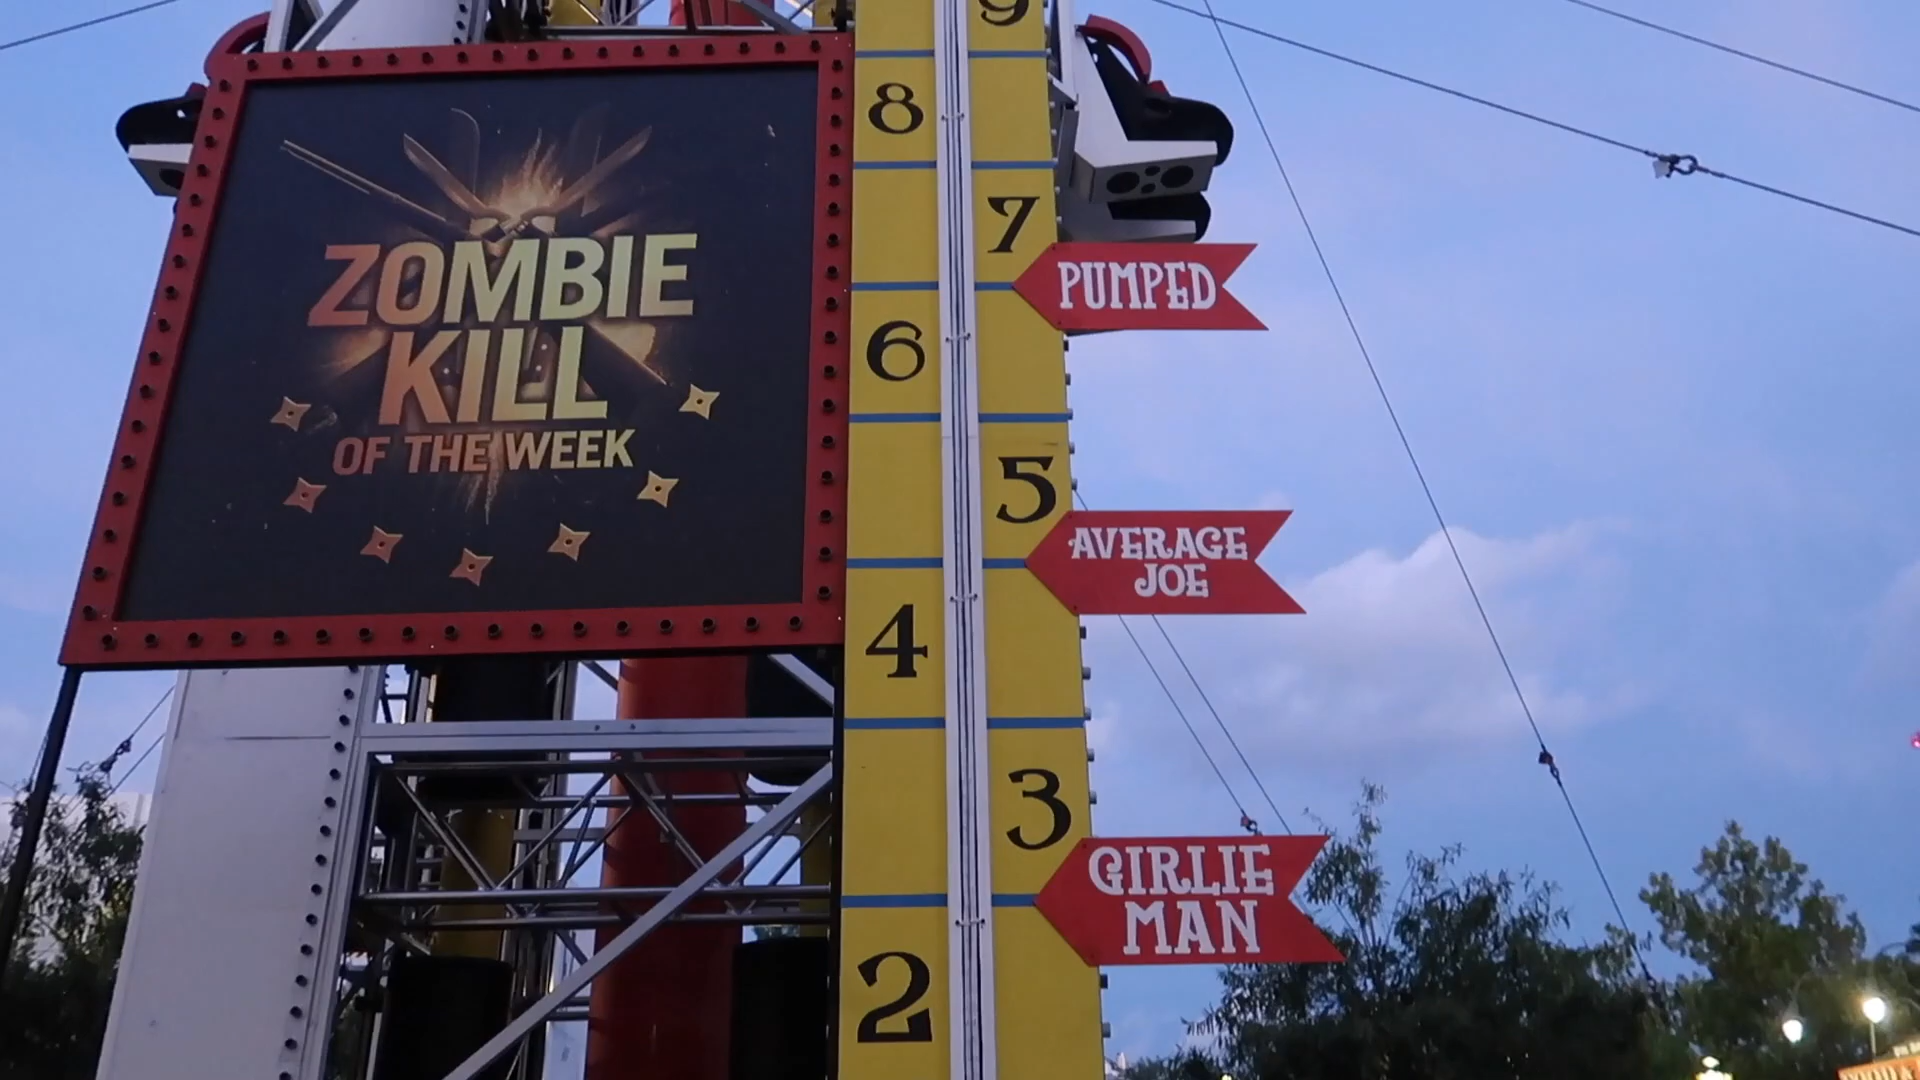 ZOMBIE
KILL
OF THE WEEK
9
8
7
PUMPED
6
5
AVERAGE
JOE
4
3
GIRLIE
MAN
2